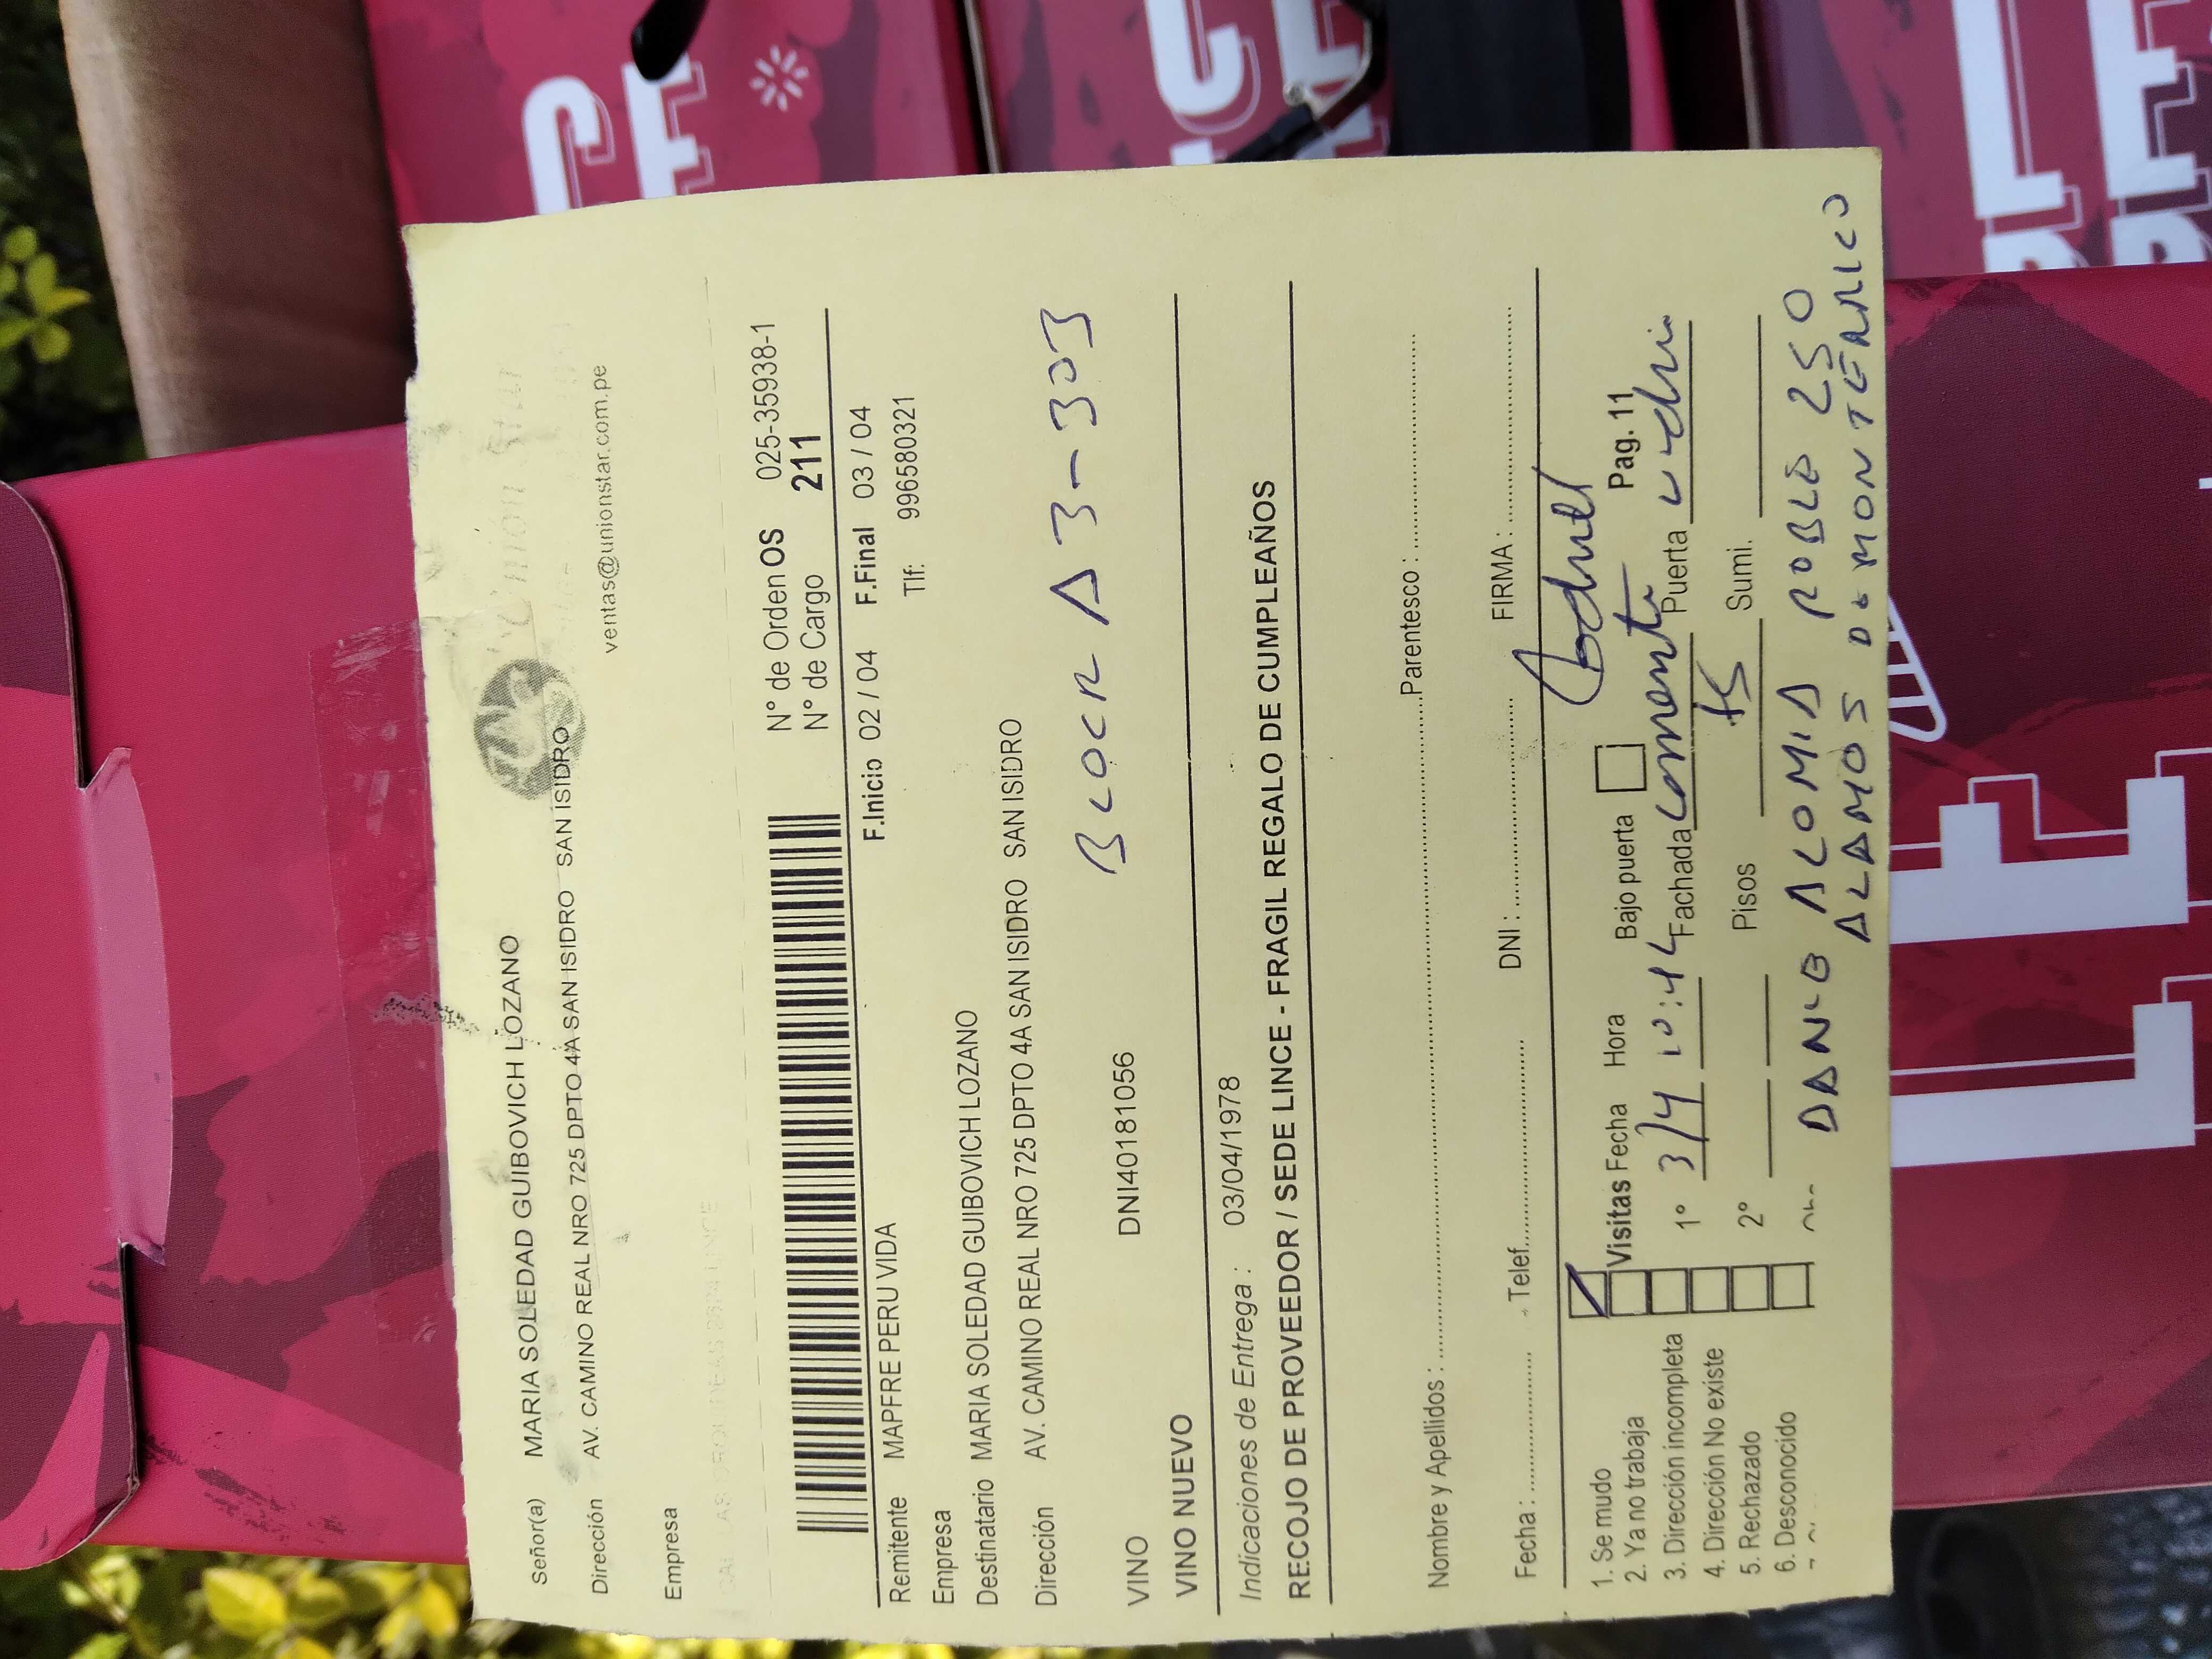 Señor(a) MARIA SOLEDAD GUIBOVICH LOZANO
Dirección AV. CAMINO REAL NRO 725 DPTO 4A SAN ISIDRO SAN ISIDRO
ventas@unionstar.com.pe
Empresa
N° de Orden OS 025-35938-1
N° de Cargo 211
F.Inicio 02 / 04 F.Final 03 / 04
Remitente MAPFRE PERU VIDA
Tlf: 996580321
Empresa
Destinatario MARIA SOLEDAD GUIBOVICH LOZANO
Dirección AV. CAMINO REAL NRO 725 DPTO 4A SAN ISIDRO SAN ISIDRO
BLOCK A 3-303
VINO DNI40181056
VINO NUEVO
Indicaciones de Entrega : 03/04/1978
RECOJO DE PROVEEDOR / SEDE LINCE - FRAGIL REGALO DE CUMPLEAÑOS
Nombre y Apellidos : Parentesco :
Fecha : Telef. DNI : FIRMA :
1. Se mudo
2. Ya no trabaja
3. Dirección incompleta
4. Dirección No existe
5. Rechazado
6. Desconocido
Visitas Fecha Hora Bajo puerta Pag. 11
1° 3/4 Fachada Puerta
2° Pisos Sumi.
ALOMIA ROBLE 250
ALAMOS DE MONTERRICO